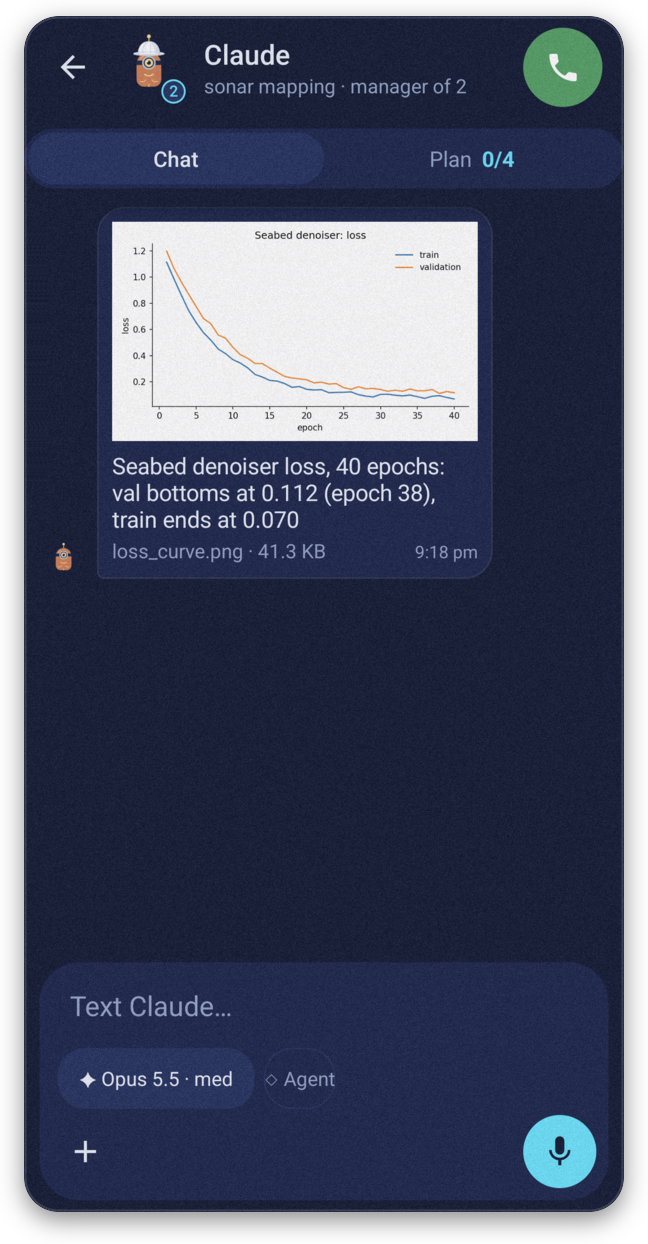 Claude
2
sonar mapping · manager of 2
Chat
Plan 0/4
Seabed denoiser: loss
train
validation
1.2
1.0
0.8
0.6
0.4
0.2
loss
0 5 10 15 20 25 30 35 40
epoch
Seabed denoiser loss, 40 epochs:
val bottoms at 0.112 (epoch 38),
train ends at 0.070
loss_curve.png · 41.3 KB 9:18 pm
Text Claude…
Opus 5.5 · med
Agent